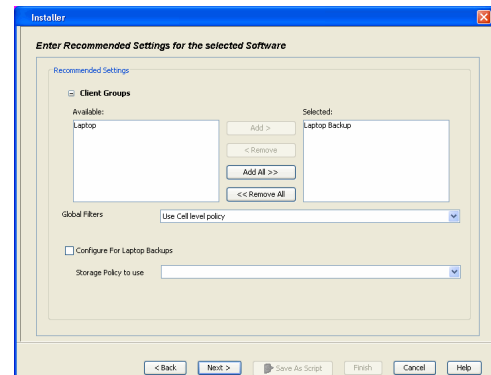 Installer
Enter Recommended Settings for the selected Software
Recommended Settings
Client Groups
Available:
Selected:
Laptop
Laptop Backup
Add >
< Remove
Add All >>
<< Remove All
Global Filters
Use Cell level policy
Configure For Laptop Backups
Storage Policy to use
< Back
Next >
Save As Script
Finish
Cancel
Help